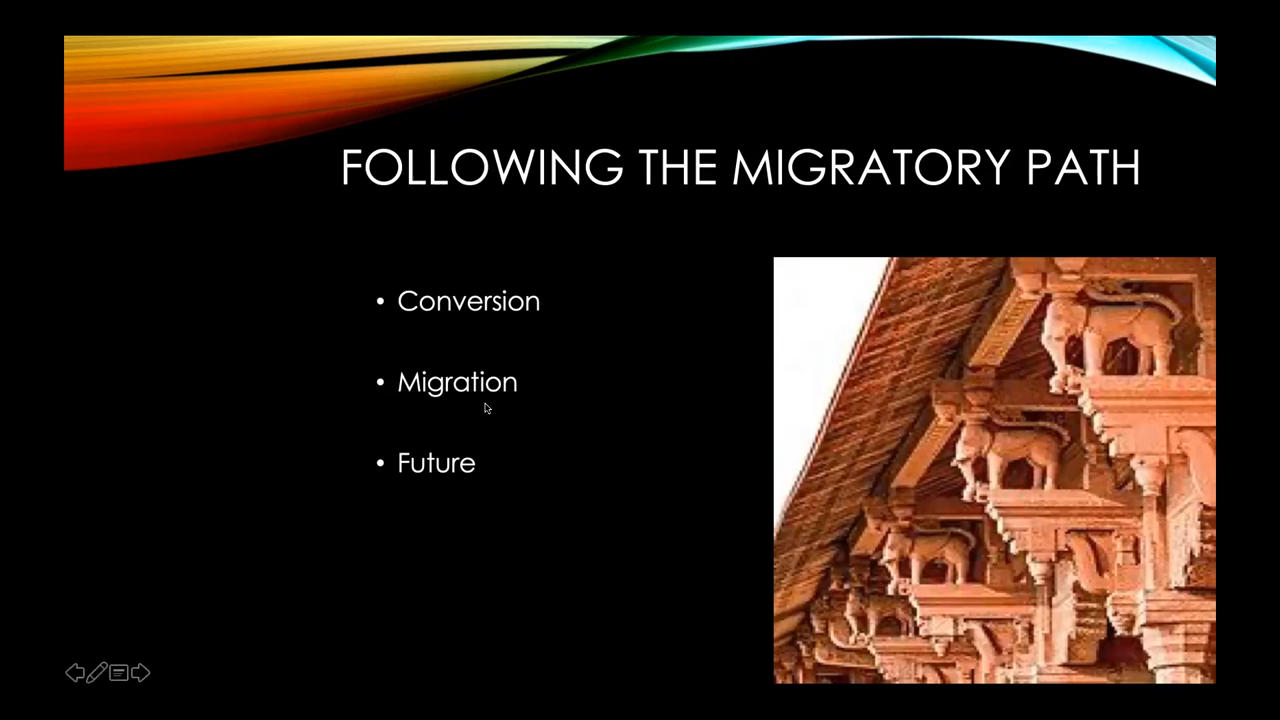 FOLLOWING THE MIGRATORY PATH
• Conversion
• Migration
• Future